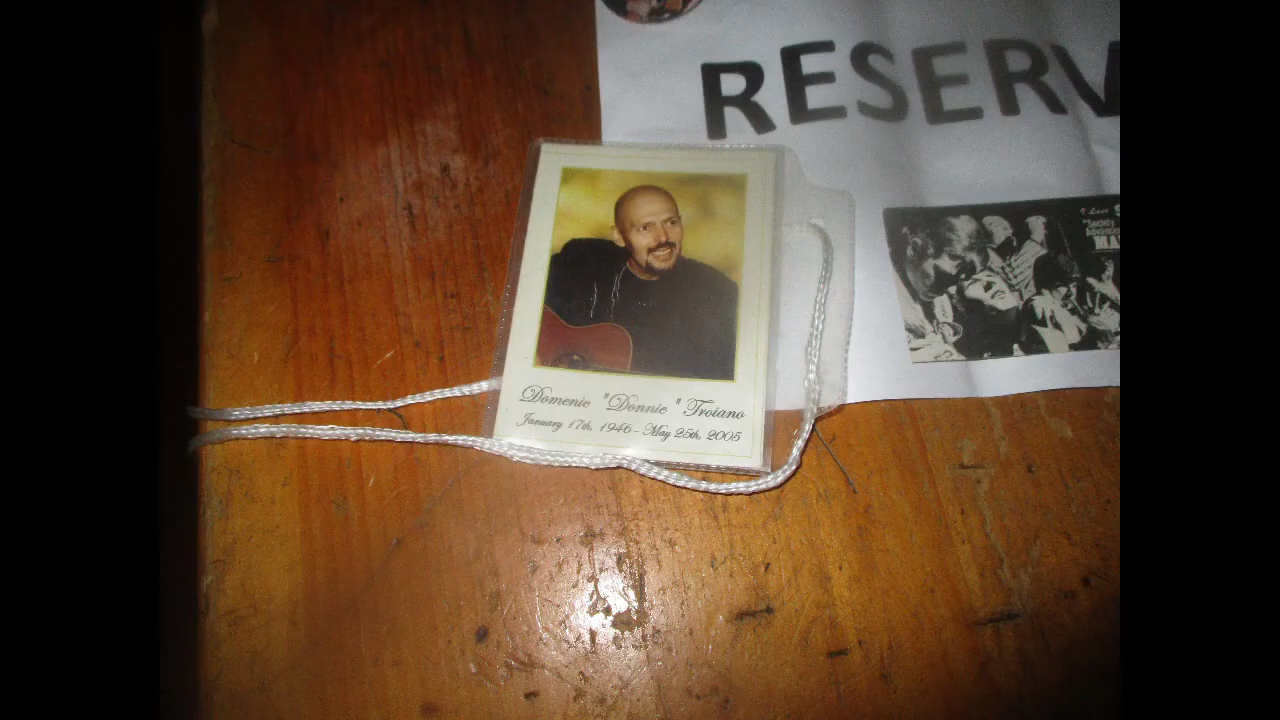 RESERV
Domenic "Donnie" Troiano
January 17th, 1946 - May 25th, 2005